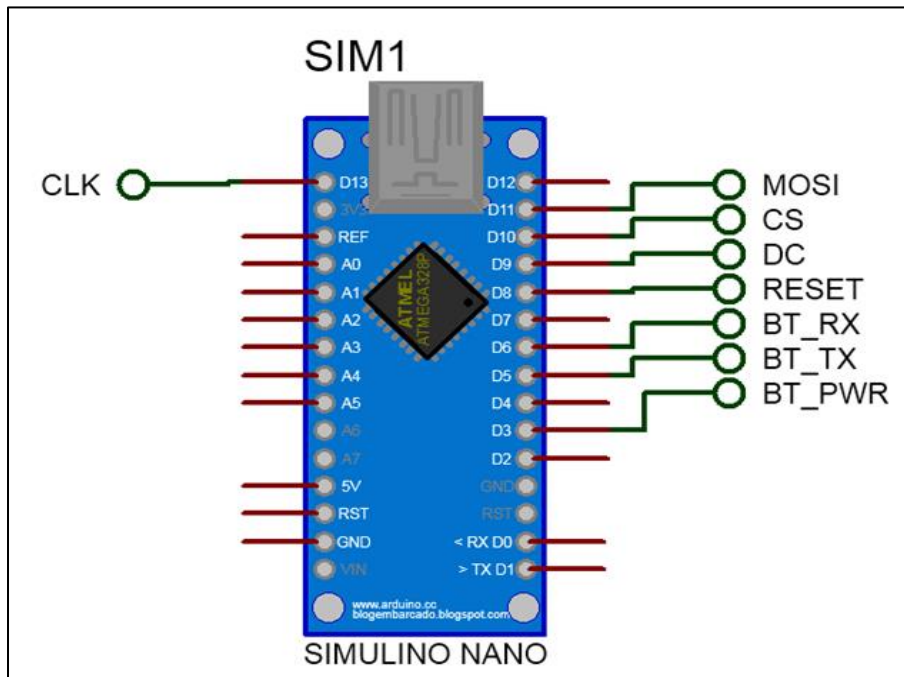 SIM1
CLK
D13
3V3
REF
A0
A1
A2
A3
A4
A5
A6
A7
5V
RST
GND
VIN
ATMEL
ATMEGA328P
D12
D11
D10
D9
D8
D7
D6
D5
D4
D3
D2
GND
RST
< RX D0
> TX D1
MOSI
CS
DC
RESET
BT_RX
BT_TX
BT_PWR
www.arduino.cc
blogembarcado.blogspot.com
SIMULINO NANO